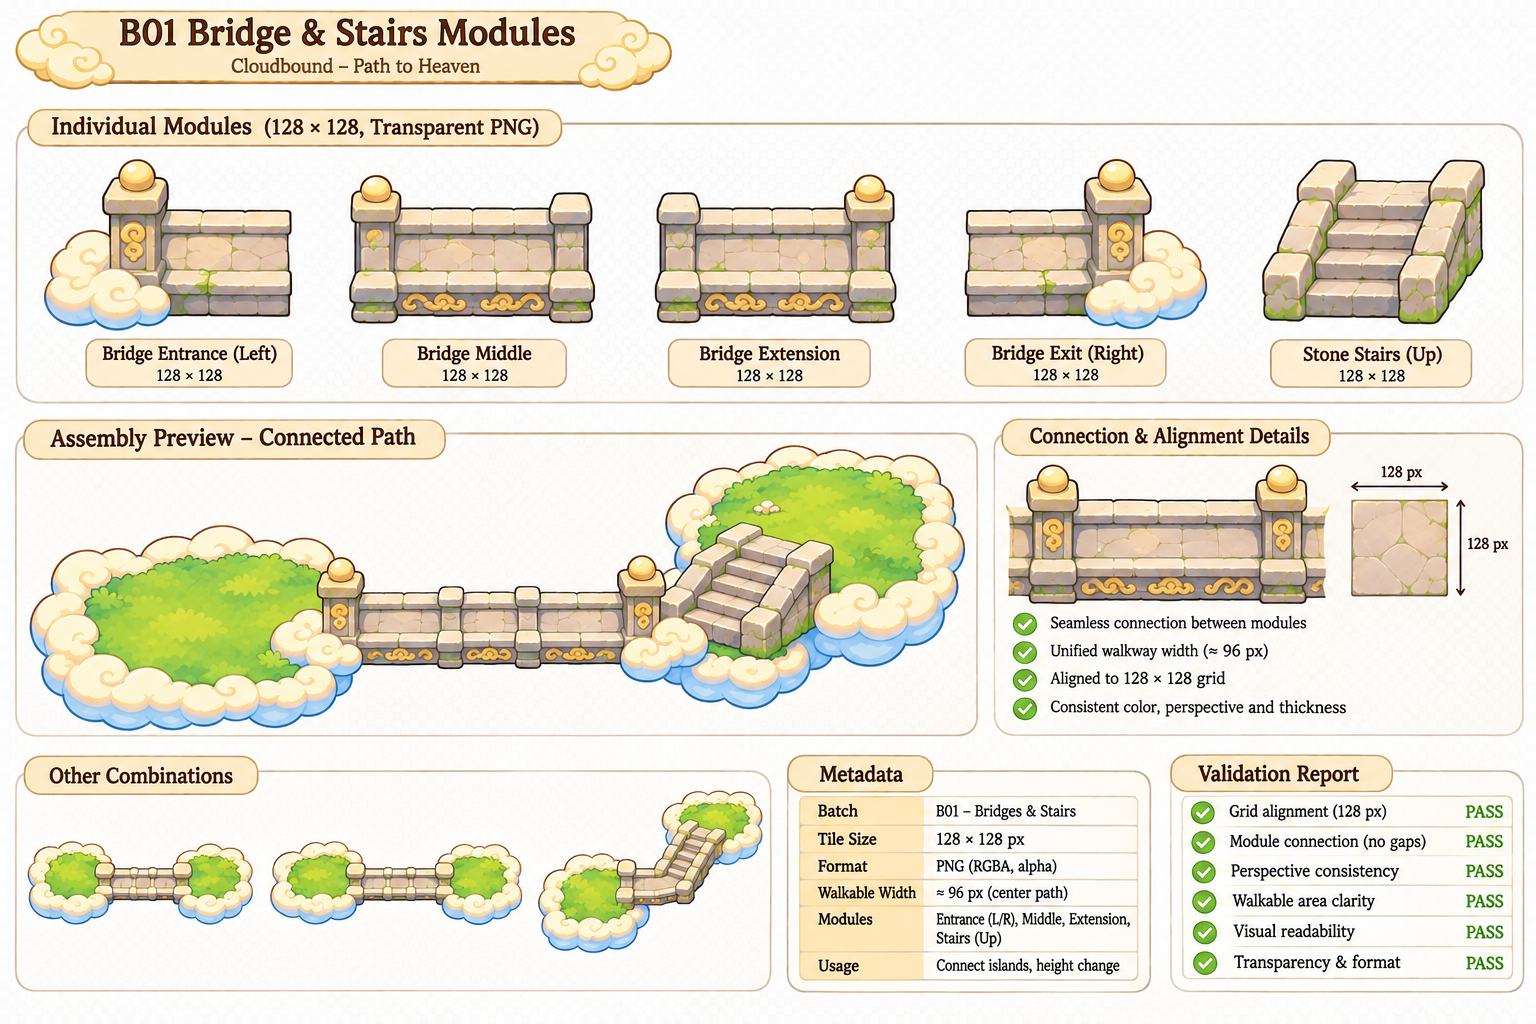 B01 Bridge & Stairs Modules
Cloudbound – Path to Heaven
Individual Modules (128 × 128, Transparent PNG)
Bridge Entrance (Left)
128 × 128
Bridge Middle
128 × 128
Bridge Extension
128 × 128
Bridge Exit (Right)
128 × 128
Stone Stairs (Up)
128 × 128
Assembly Preview – Connected Path
Connection & Alignment Details
128 px
128 px
Seamless connection between modules
Unified walkway width (≈ 96 px)
Aligned to 128 × 128 grid
Consistent color, perspective and thickness
Other Combinations
Metadata
Batch B01 – Bridges & Stairs
Tile Size 128 × 128 px
Format PNG (RGBA, alpha)
Walkable Width ≈ 96 px (center path)
Modules Entrance (L/R), Middle, Extension,
Stairs (Up)
Usage Connect islands, height change
Validation Report
Grid alignment (128 px) PASS
Module connection (no gaps) PASS
Perspective consistency PASS
Walkable area clarity PASS
Visual readability PASS
Transparency & format PASS